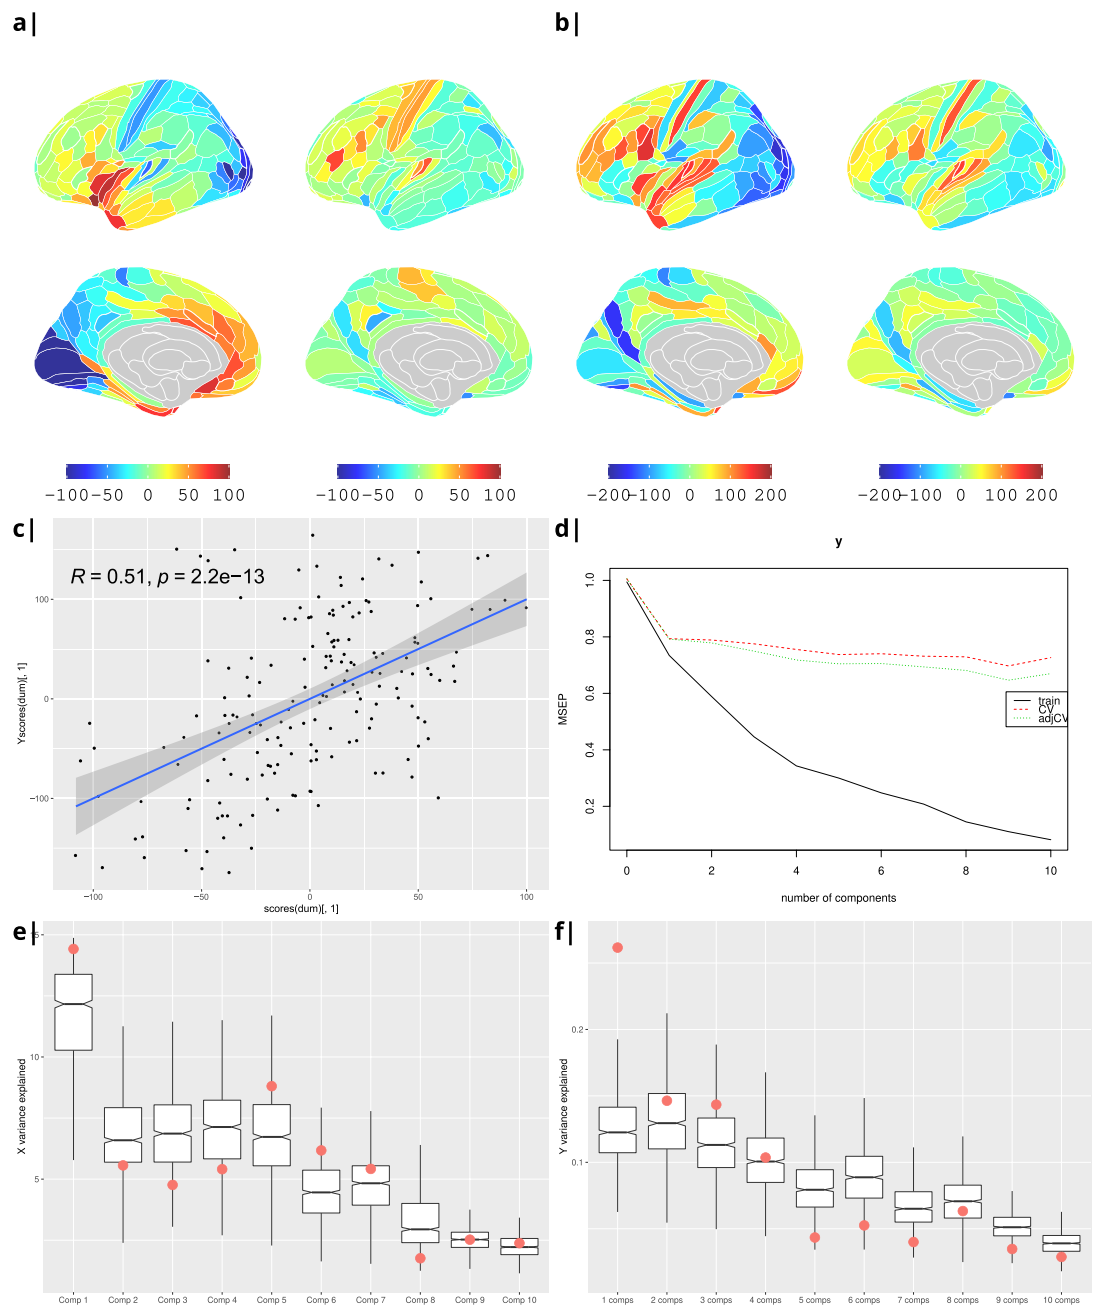 a|
b|
−100 −50 0 50 100
−100 −50 0 50 100
−200 −100 0 100 200
−200 −100 0 100 200
c|
R = 0.51, p = 2.2e−13
100
0
−100
Yscores(dum)[, 1]
−100 −50 0 50 100
scores(dum)[, 1]
d|
y
1.0
0.8
0.6
0.4
0.2
MSEP
train
CV
adjCV
0 2 4 6 8 10
number of components
e|
15
10
5
X variance explained
Comp 1 Comp 2 Comp 3 Comp 4 Comp 5 Comp 6 Comp 7 Comp 8 Comp 9 Comp 10
f|
0.2
0.1
Y variance explained
1 comps 2 comps 3 comps 4 comps 5 comps 6 comps 7 comps 8 comps 9 comps 10 comps